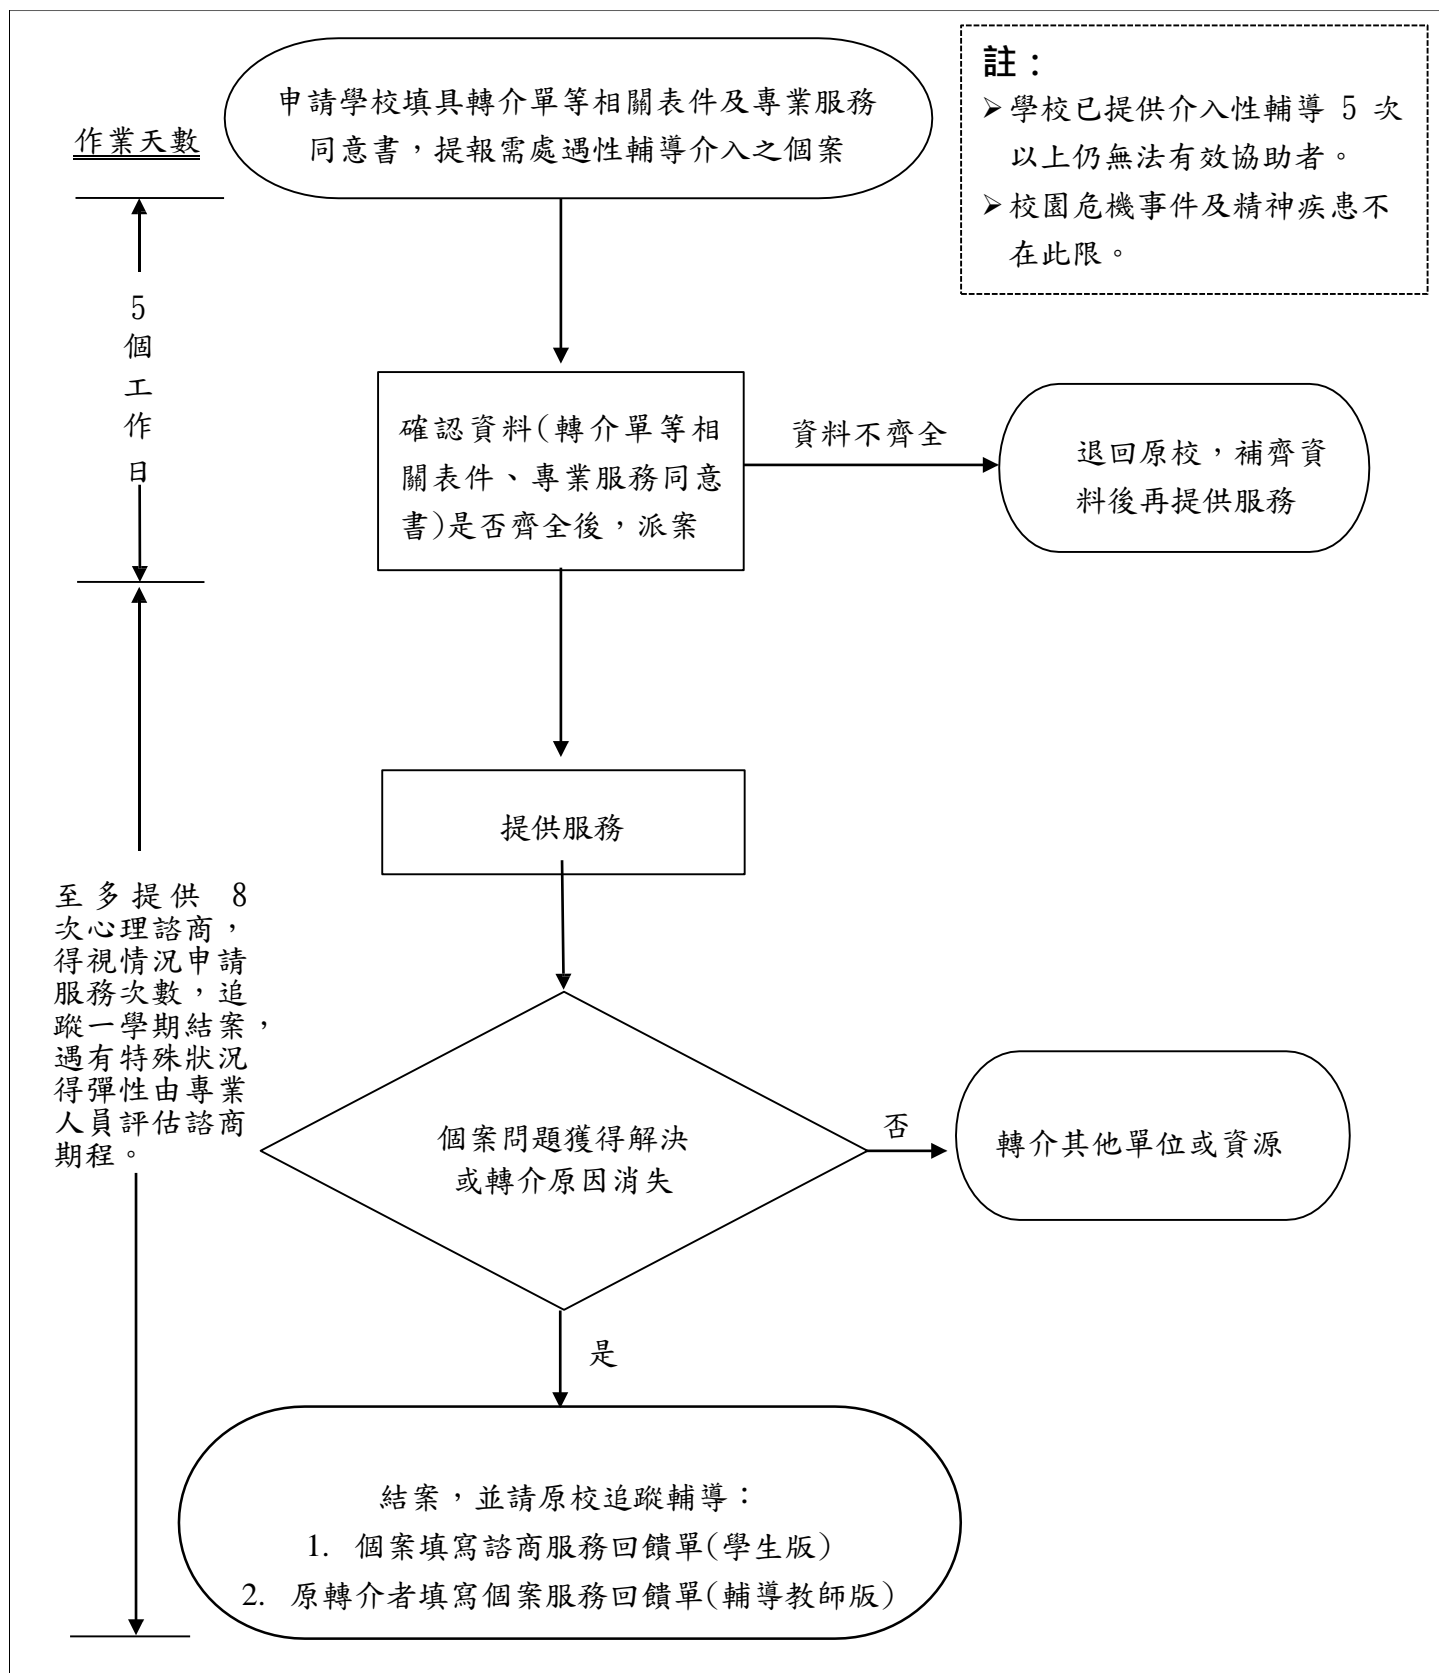 申請學校填具轉介單等相關表件及專業服務
同意書，提報需處遇性輔導介入之個案
註：
➢學校已提供介入性輔導 5 次
以上仍無法有效協助者。
➢校園危機事件及精神疾患不
在此限。
作業天數
5
個
工
作
日
確認資料(轉介單等相
關表件、專業服務同意
書)是否齊全後，派案
資料不齊全
退回原校，補齊資
料後再提供服務
提供服務
至多提供 8
次心理諮商，
得視情況申請
服務次數，追
蹤一學期結案，
遇有特殊狀況
得彈性由專業
人員評估諮商
期程。
個案問題獲得解決
或轉介原因消失
否
轉介其他單位或資源
是
結案，並請原校追蹤輔導：
1. 個案填寫諮商服務回饋單(學生版)
2. 原轉介者填寫個案服務回饋單(輔導教師版)